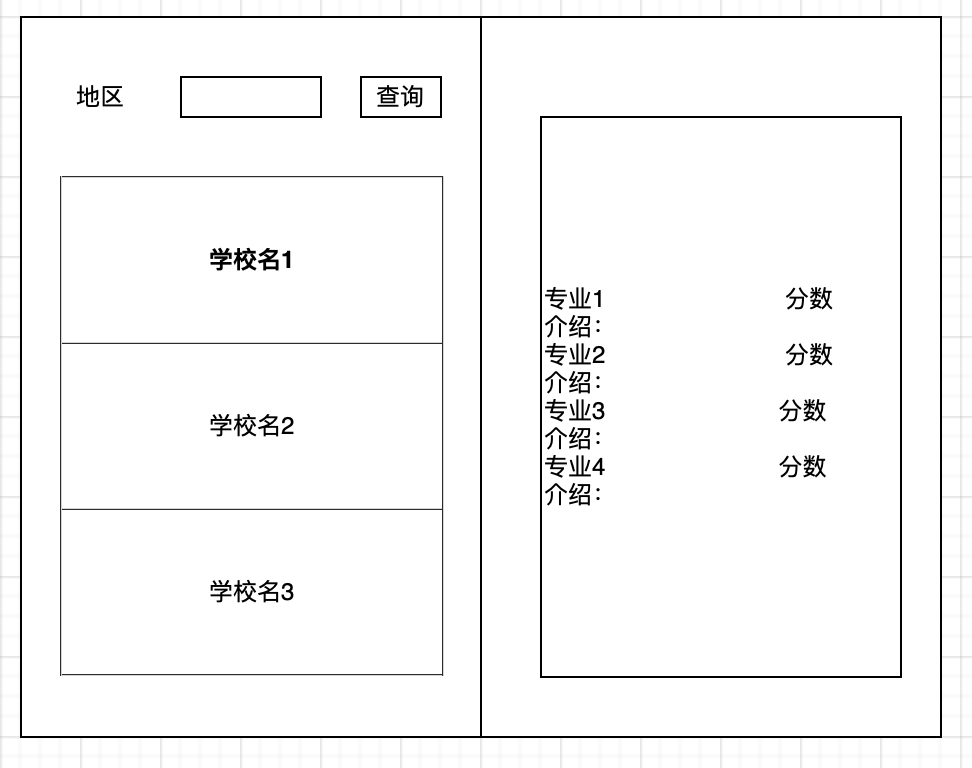 地区 查询
学校名1
学校名2
学校名3
专业1 分数
介绍：
专业2 分数
介绍：
专业3 分数
介绍：
专业4 分数
介绍：